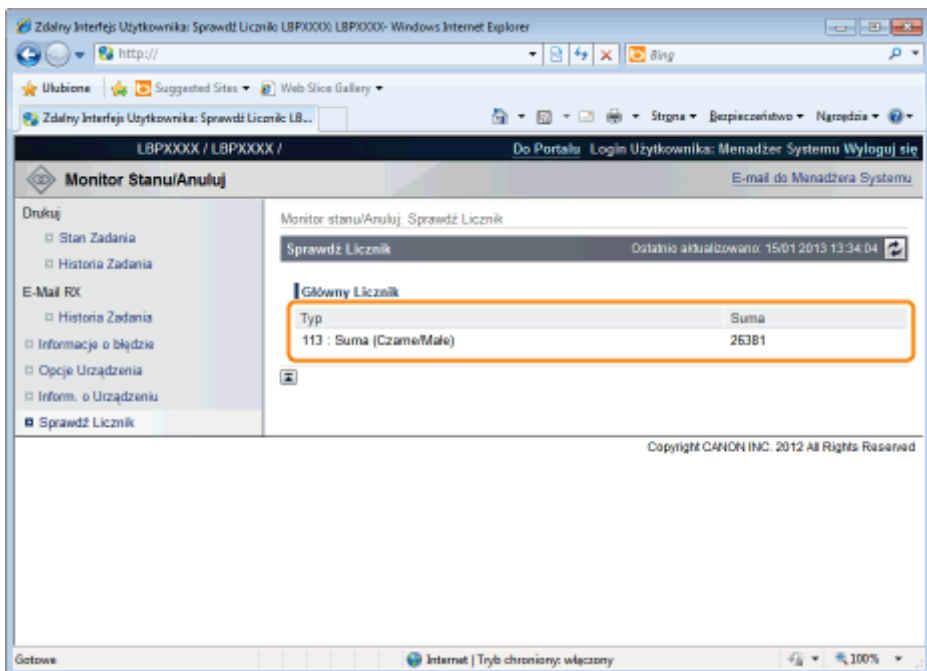 Zdalny Interfejs Użytkownika: Sprawdź Licznik: LBPXXXX: LBPXXXX- Windows Internet Explorer
http://
Bing
Ulubione Suggested Sites Web Slice Gallery
Zdalny Interfejs Użytkownika: Sprawdź Licznik: LB...
Strona Bezpieczeństwo Narzędzia
LBPXXXX / LBPXXXX /
Do Portalu Login Użytkownika: Menadżer Systemu Wyloguj się
Monitor Stanu/Anuluj
E-mail do Menadżera Systemu
Drukuj
Stan Zadania
Historia Zadania
E-Mail RX
Historia Zadania
Informacje o błędzie
Opcje Urządzenia
Inform. o Urządzeniu
Sprawdź Licznik
Monitor stanu/Anuluj: Sprawdź Licznik
Sprawdź Licznik Ostatnio aktualizowano: 15/01 2013 13:34:04
Główny Licznik
Typ Suma
113 : Suma (Czarne/Małe) 26381
Copyright CANON INC. 2012 All Rights Reserved
Gotowe
Internet | Tryb chroniony: włączony
100%